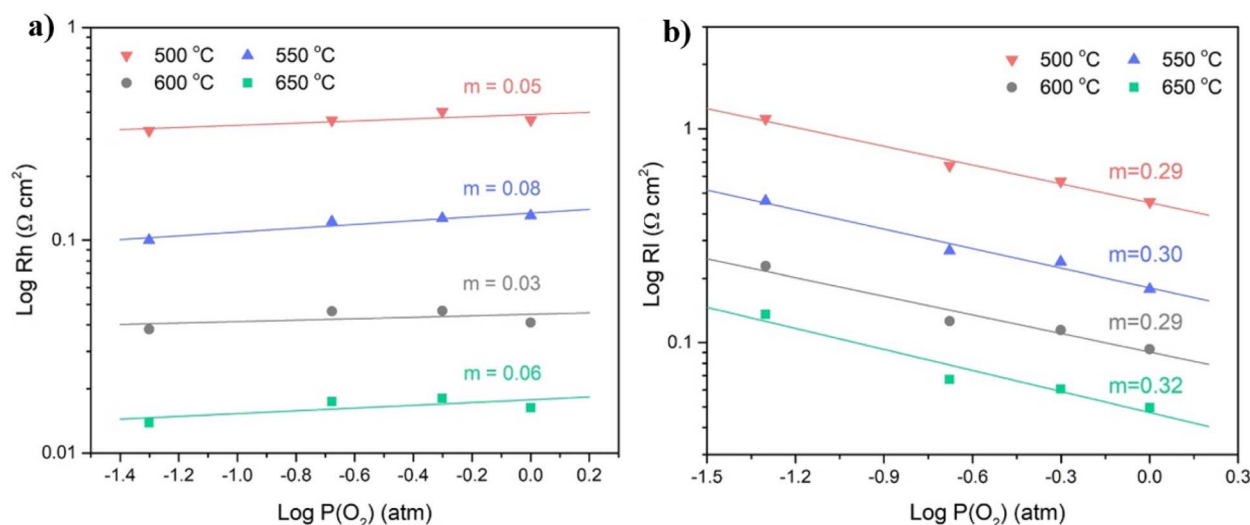 a)
500 °C
550 °C
600 °C
650 °C
m = 0.05
m = 0.08
m = 0.03
m = 0.06
1
0.1
0.01
Log Rh (Ω cm²)
-1.4 -1.2 -1.0 -0.8 -0.6 -0.4 -0.2 0.0 0.2
Log P(O₂) (atm)
b)
500 °C
550 °C
600 °C
650 °C
m=0.29
m=0.30
m=0.29
m=0.32
1
0.1
Log Rl (Ω cm²)
-1.5 -1.2 -0.9 -0.6 -0.3 0.0 0.3
Log P(O₂) (atm)